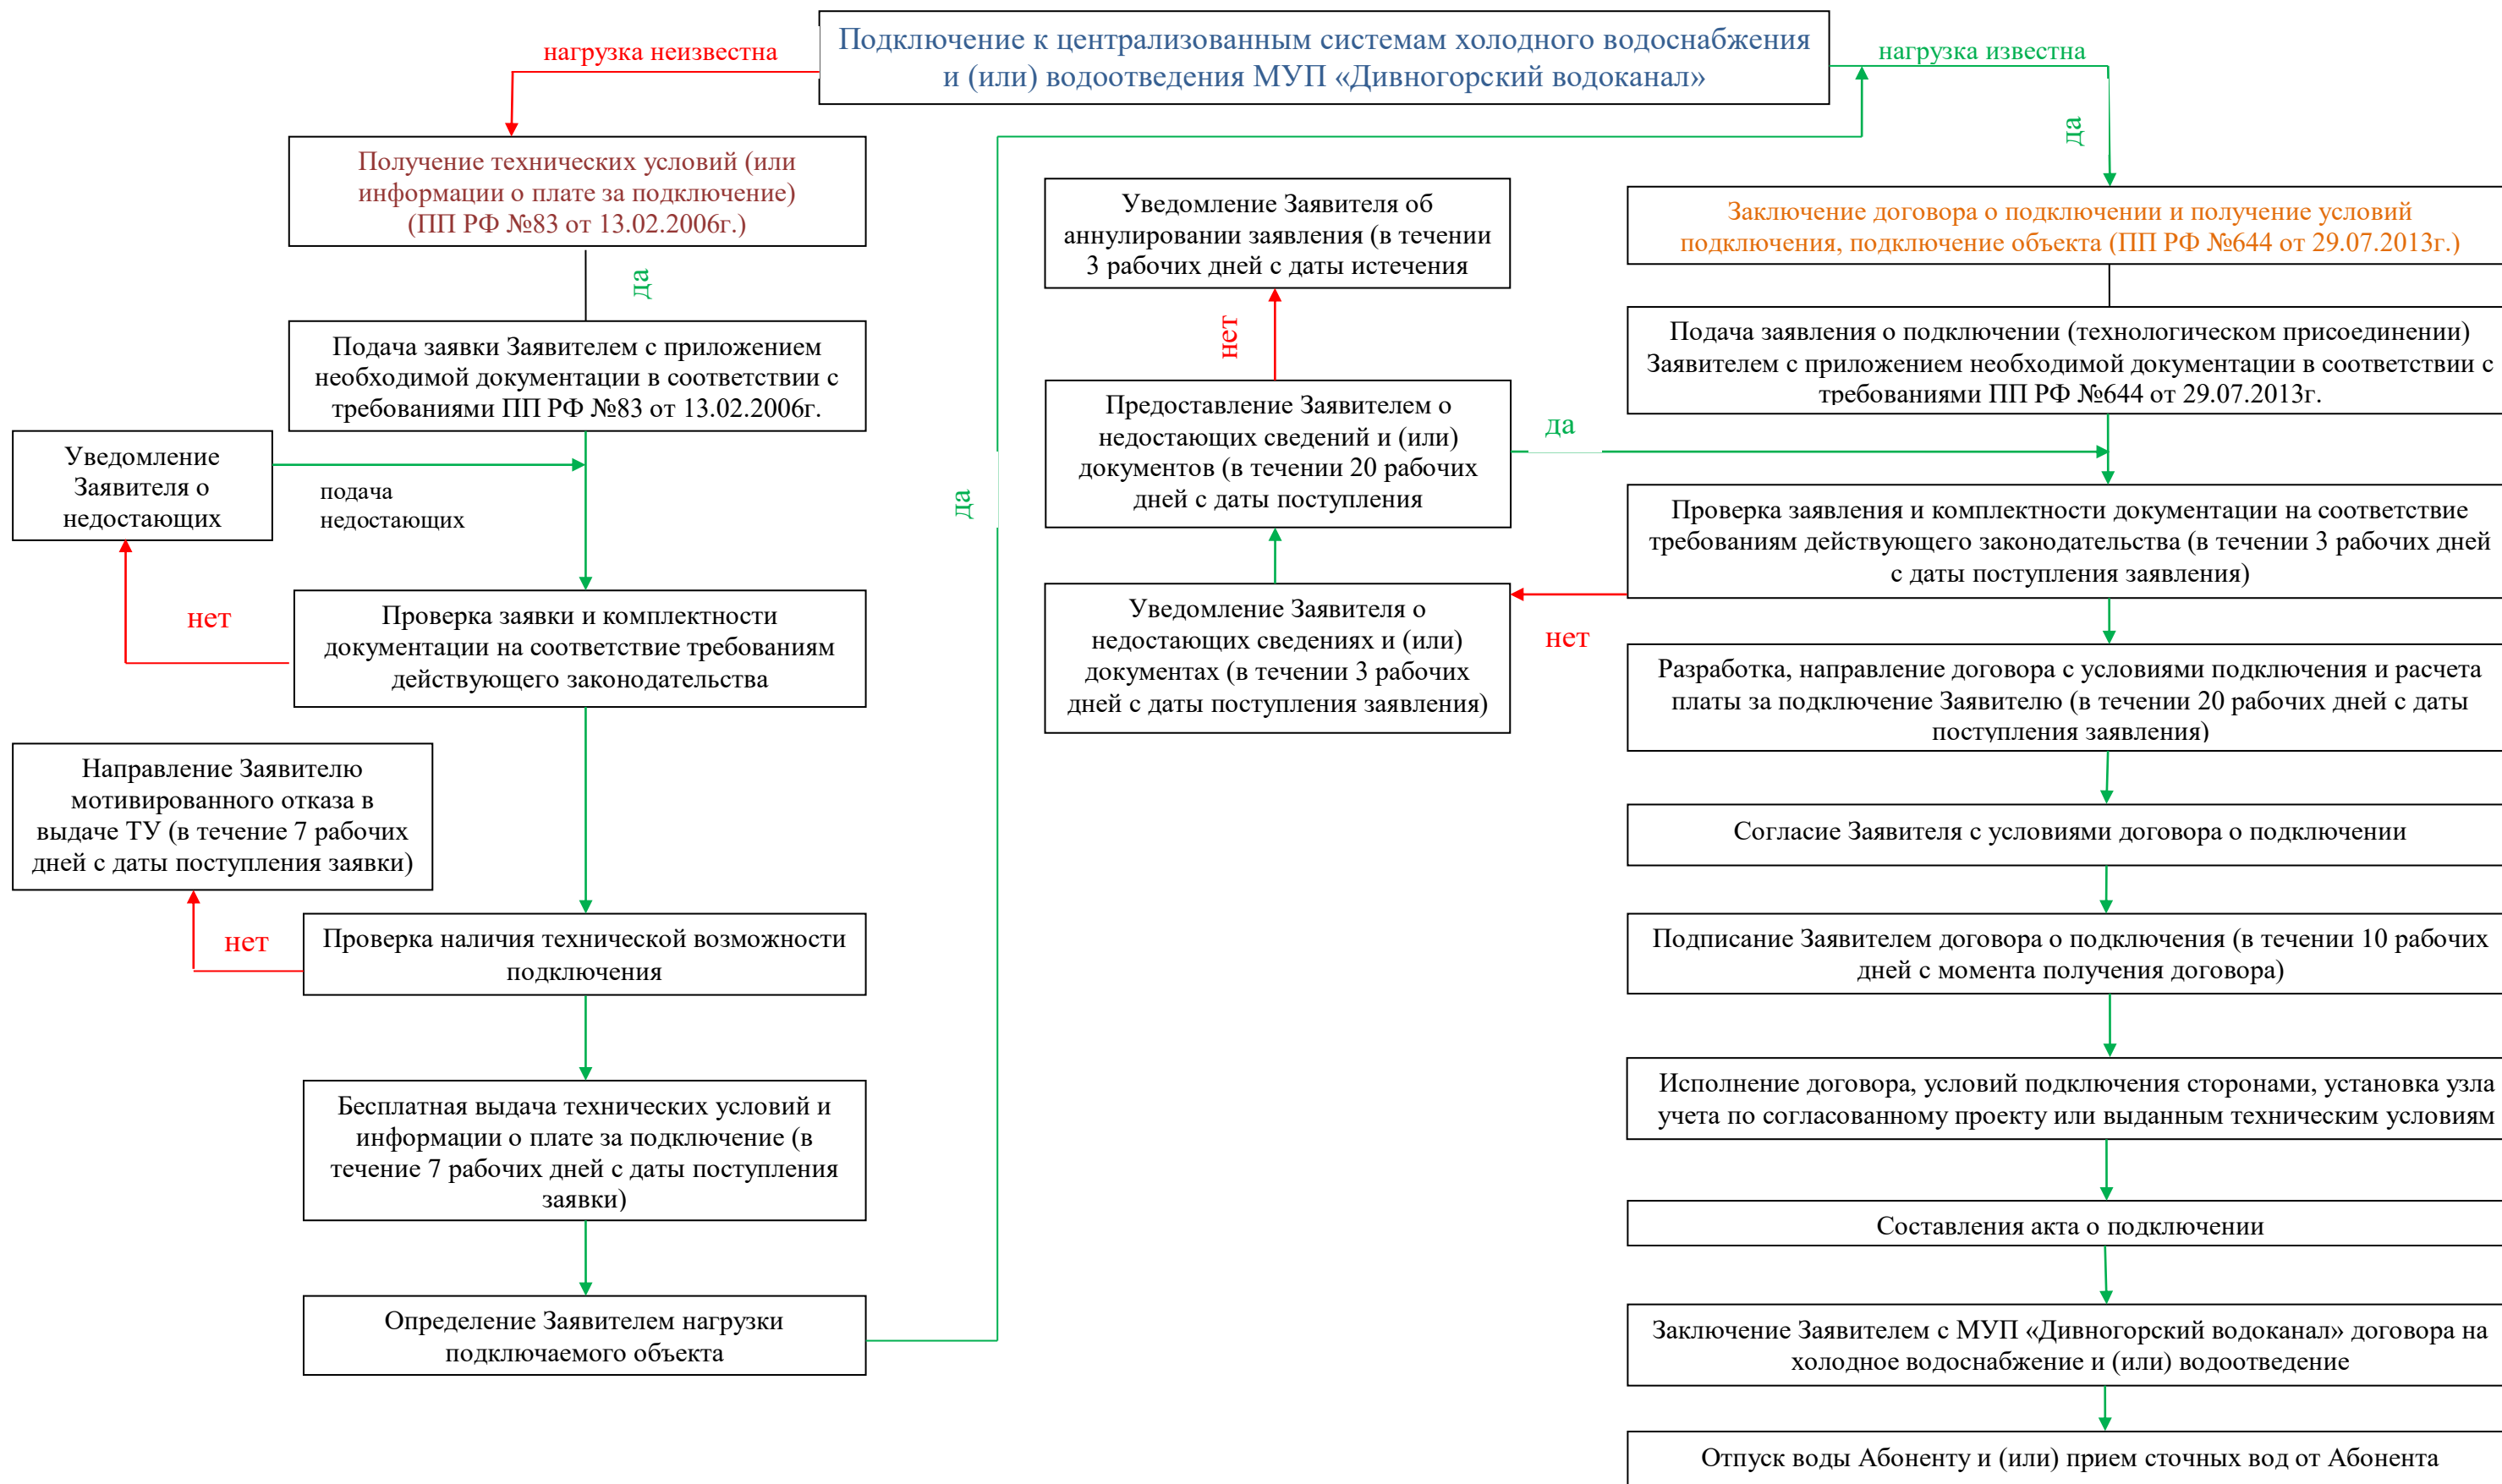 Подключение к централизованным системам холодного водоснабжения
и (или) водоотведения МУП «Дивногорский водоканал»
нагрузка неизвестна
нагрузка известна
да
Получение технических условий (или
информации о плате за подключение)
(ПП РФ №83 от 13.02.2006г.)
да
Подача заявки Заявителем с приложением
необходимой документации в соответствии с
требованиями ПП РФ №83 от 13.02.2006г.
Уведомление
Заявителя о
недостающих
подача
недостающих
нет
Проверка заявки и комплектности
документации на соответствие требованиям
действующего законодательства
Направление Заявителю
мотивированного отказа в
выдаче ТУ (в течение 7 рабочих
дней с даты поступления заявки)
нет
Проверка наличия технической возможности
подключения
Бесплатная выдача технических условий и
информации о плате за подключение (в
течение 7 рабочих дней с даты поступления
заявки)
Определение Заявителем нагрузки
подключаемого объекта
да
Уведомление Заявителя об
аннулировании заявления (в течении
3 рабочих дней с даты истечения
нет
Предоставление Заявителем о
недостающих сведений и (или)
документов (в течении 20 рабочих
дней с даты поступления
да
Уведомление Заявителя о
недостающих сведениях и (или)
документах (в течении 3 рабочих
дней с даты поступления заявления)
нет
Заключение договора о подключении и получение условий
подключения, подключение объекта (ПП РФ №644 от 29.07.2013г.)
Подача заявления о подключении (технологическом присоединении)
Заявителем с приложением необходимой документации в соответствии с
требованиями ПП РФ №644 от 29.07.2013г.
Проверка заявления и комплектности документации на соответствие
требованиям действующего законодательства (в течении 3 рабочих дней
с даты поступления заявления)
Разработка, направление договора с условиями подключения и расчета
платы за подключение Заявителю (в течении 20 рабочих дней с даты
поступления заявления)
Согласие Заявителя с условиями договора о подключении
Подписание Заявителем договора о подключения (в течении 10 рабочих
дней с момента получения договора)
Исполнение договора, условий подключения сторонами, установка узла
учета по согласованному проекту или выданным техническим условиям
Составления акта о подключении
Заключение Заявителем с МУП «Дивногорский водоканал» договора на
холодное водоснабжение и (или) водоотведение
Отпуск воды Абоненту и (или) прием сточных вод от Абонента